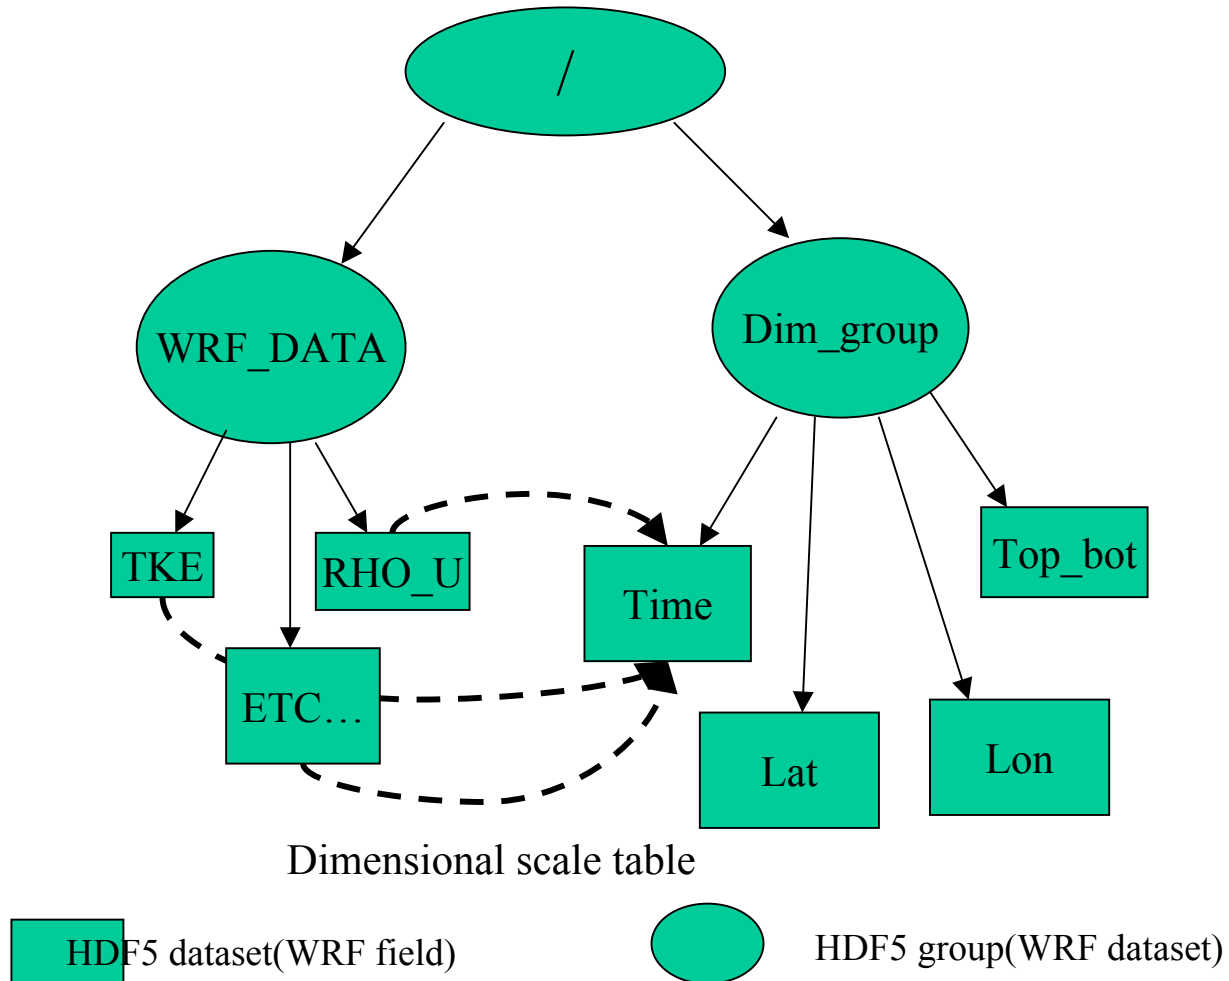 /
WRF_DATA
Dim_group
TKE
RHO_U
Time
Top_bot
ETC…
Lat
Lon
Dimensional scale table
HDF5 dataset(WRF field)
HDF5 group(WRF dataset)